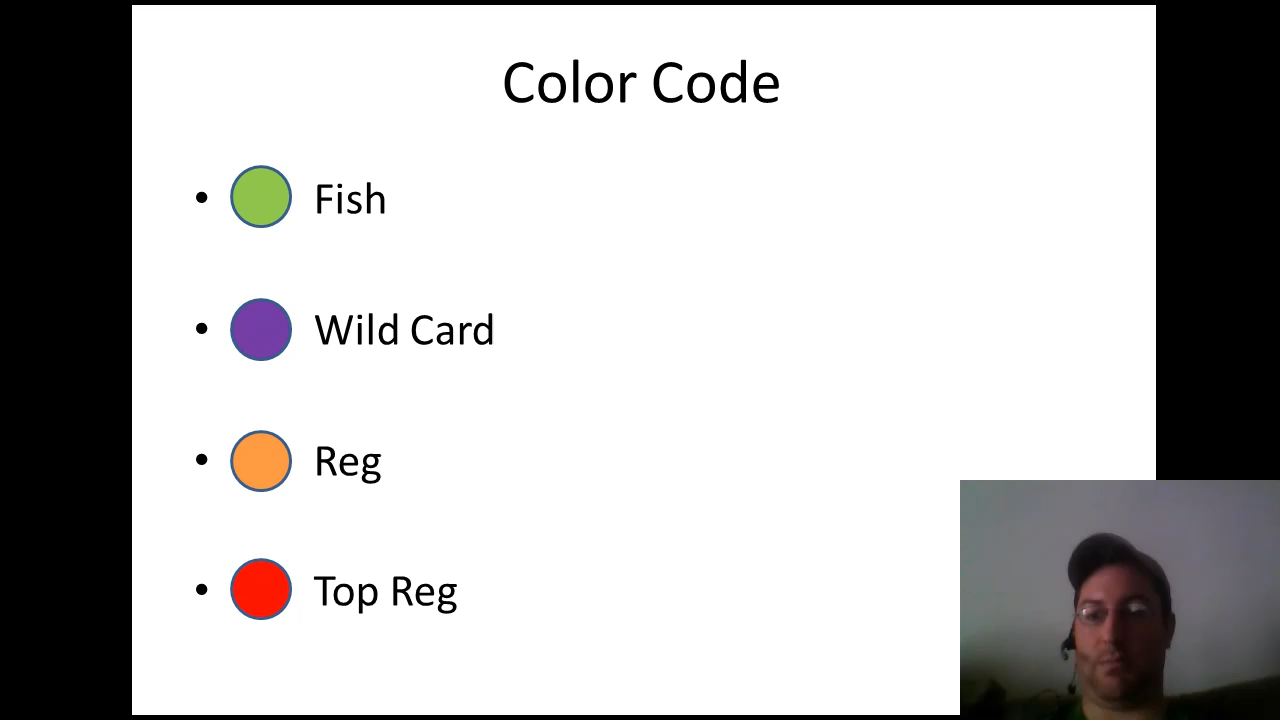 Color Code
• Fish
• Wild Card
• Reg
• Top Reg